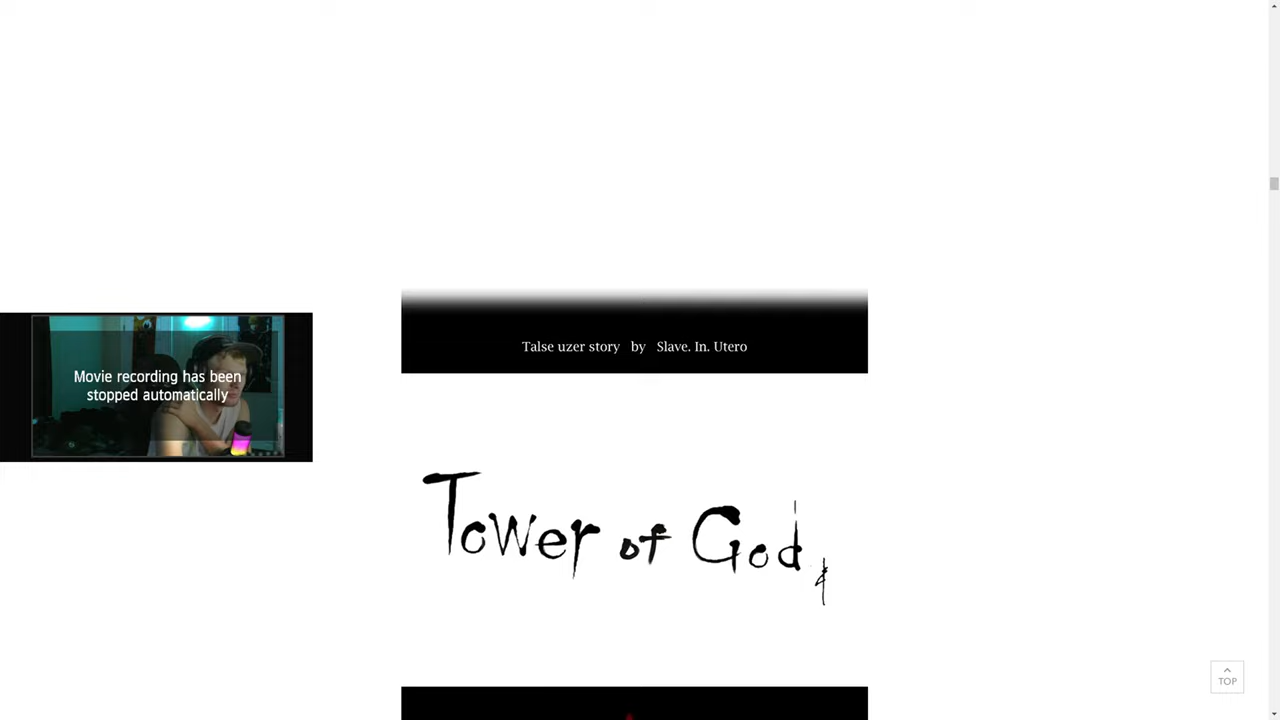 Talse uzer story by Slave. In. Utero
Movie recording has been
stopped automatically
Tower of God
TOP